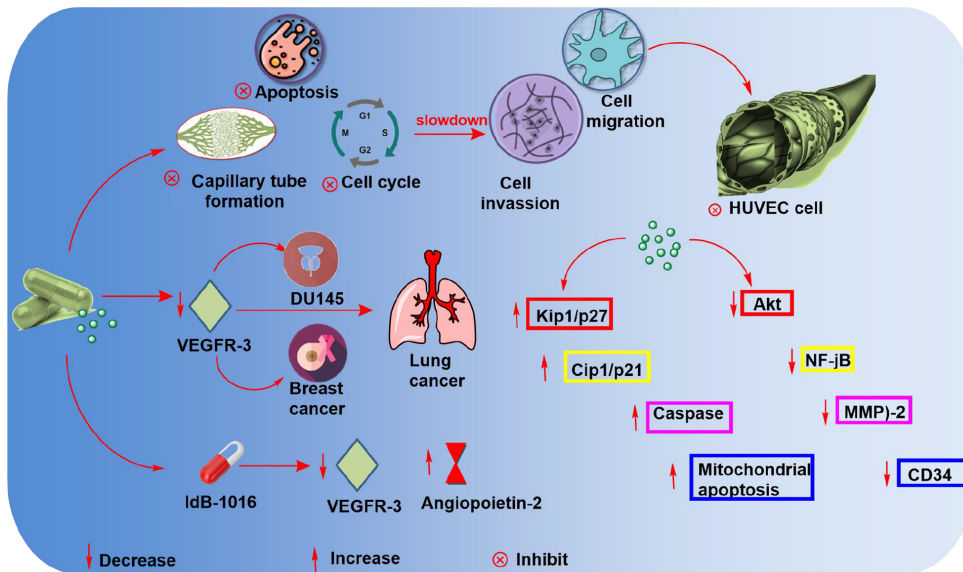 Apoptosis
G1
M
S
G2
slowdown
Cell
migration
Capillary tube
formation
Cell cycle
Cell
invassion
HUVEC cell
DU145
VEGFR-3
Breast
cancer
Lung
cancer
Kip1/p27
Akt
Cip1/p21
NF-jB
Caspase
MMP)-2
Mitochondrial
apoptosis
CD34
IdB-1016
VEGFR-3
Angiopoietin-2
Decrease
Increase
Inhibit